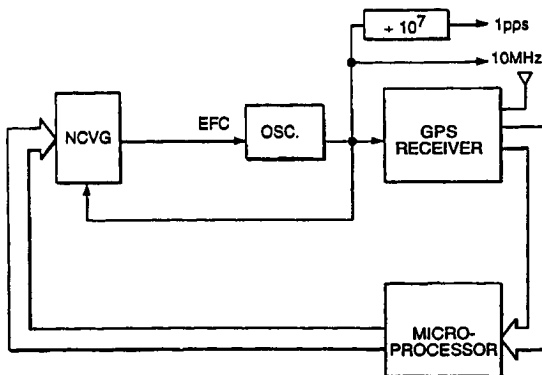 ÷ 10⁷
1pps
10MHz
NCVG
EFC
OSC.
GPS
RECEIVER
MICRO-
PROCESSOR